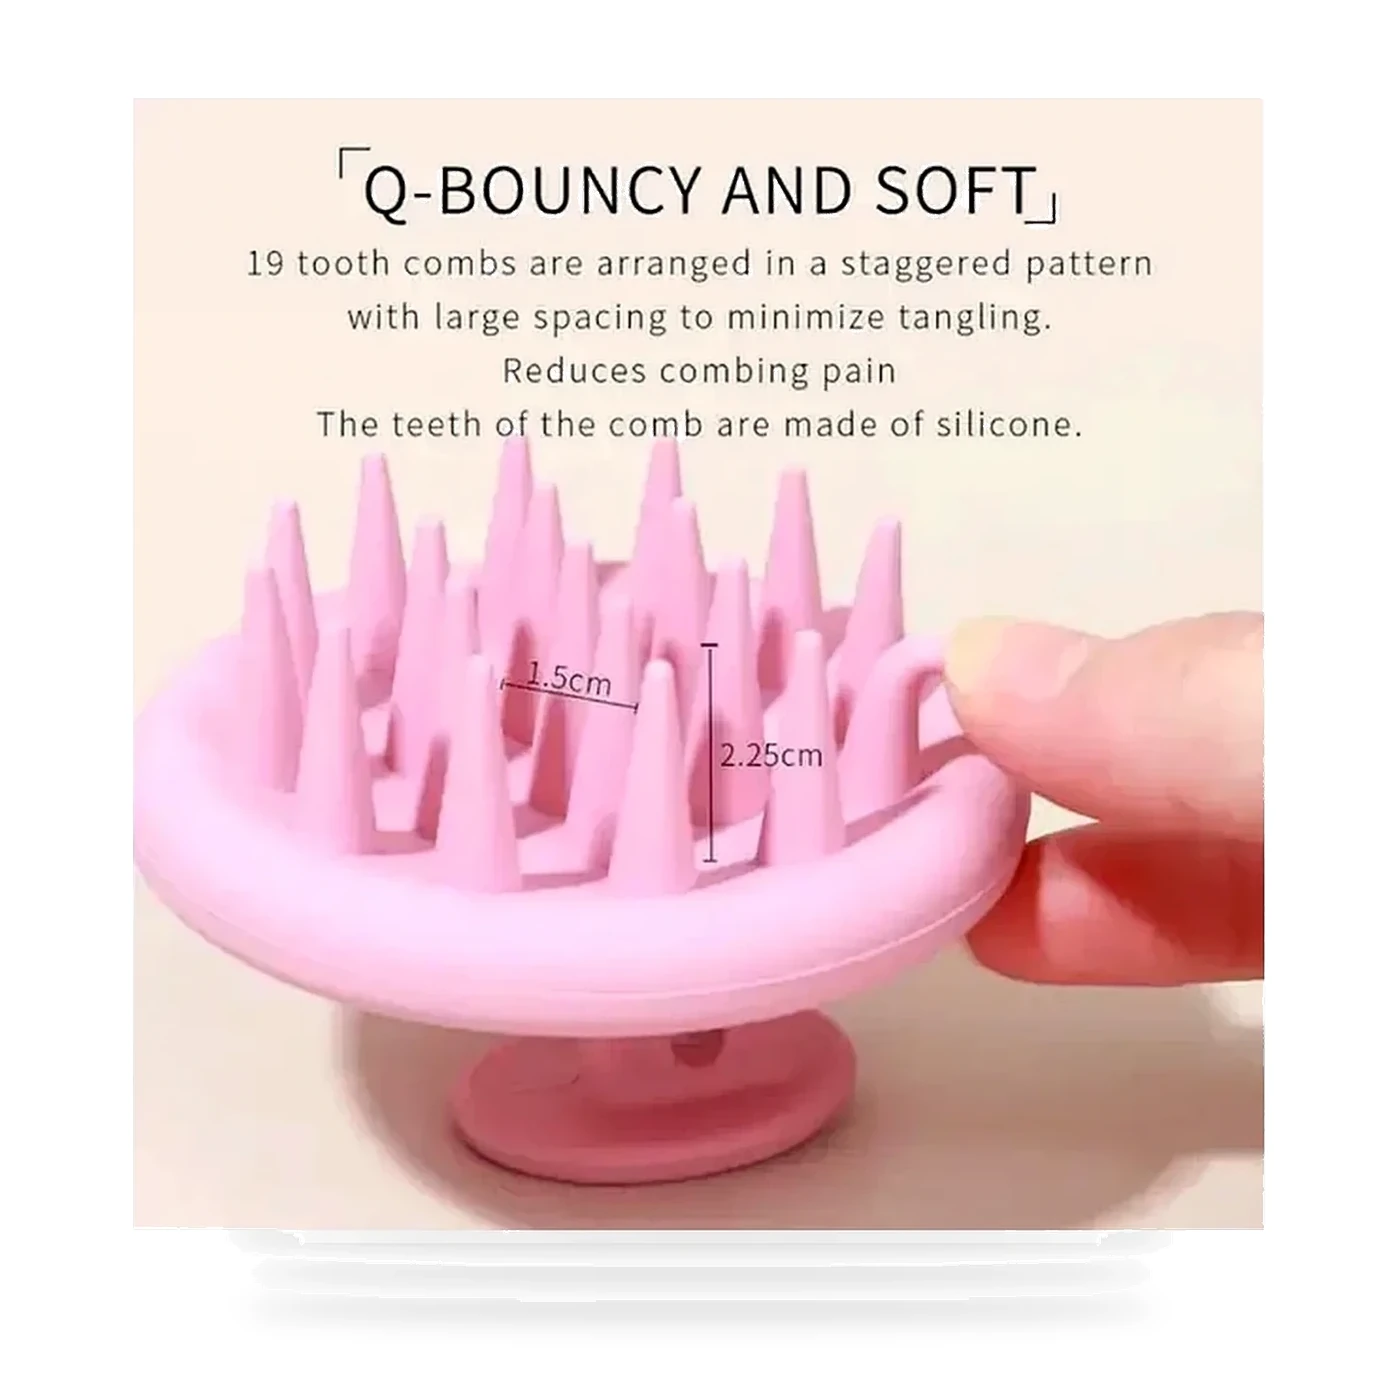 「Q-BOUNCY AND SOFT」
19 tooth combs are arranged in a staggered pattern
with large spacing to minimize tangling.
Reduces combing pain
The teeth of the comb are made of silicone.
1.5cm
2.25cm